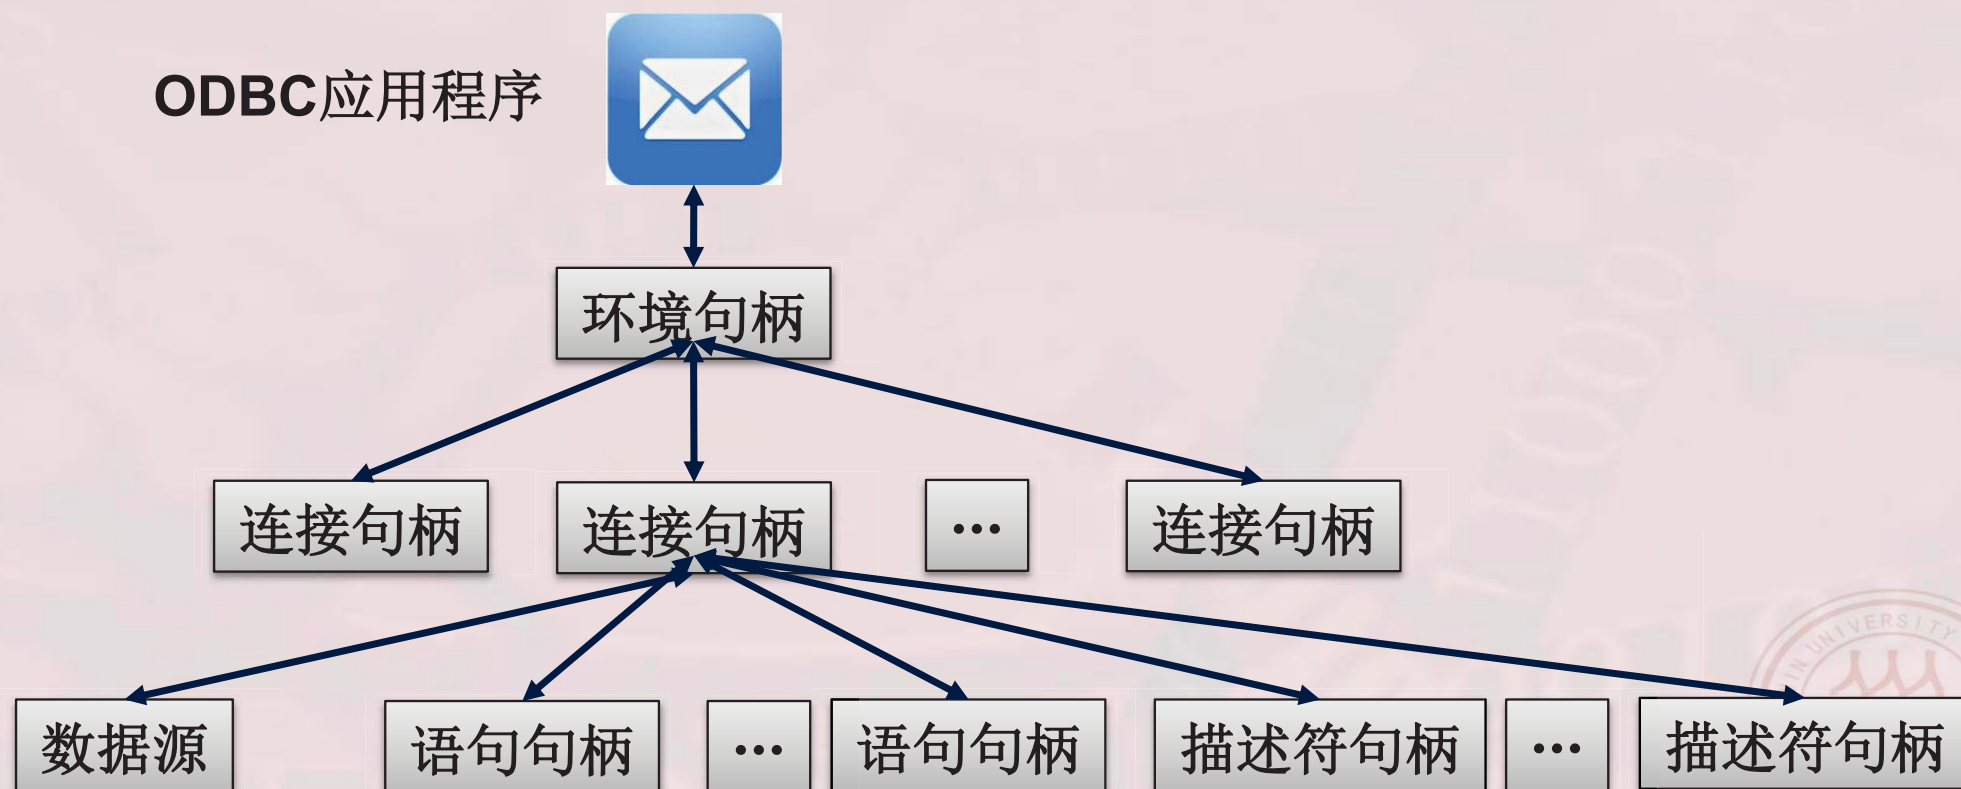 ODBC应用程序
环境句柄
连接句柄 连接句柄 … 连接句柄
数据源 语句句柄 … 语句句柄 描述符句柄 … 描述符句柄